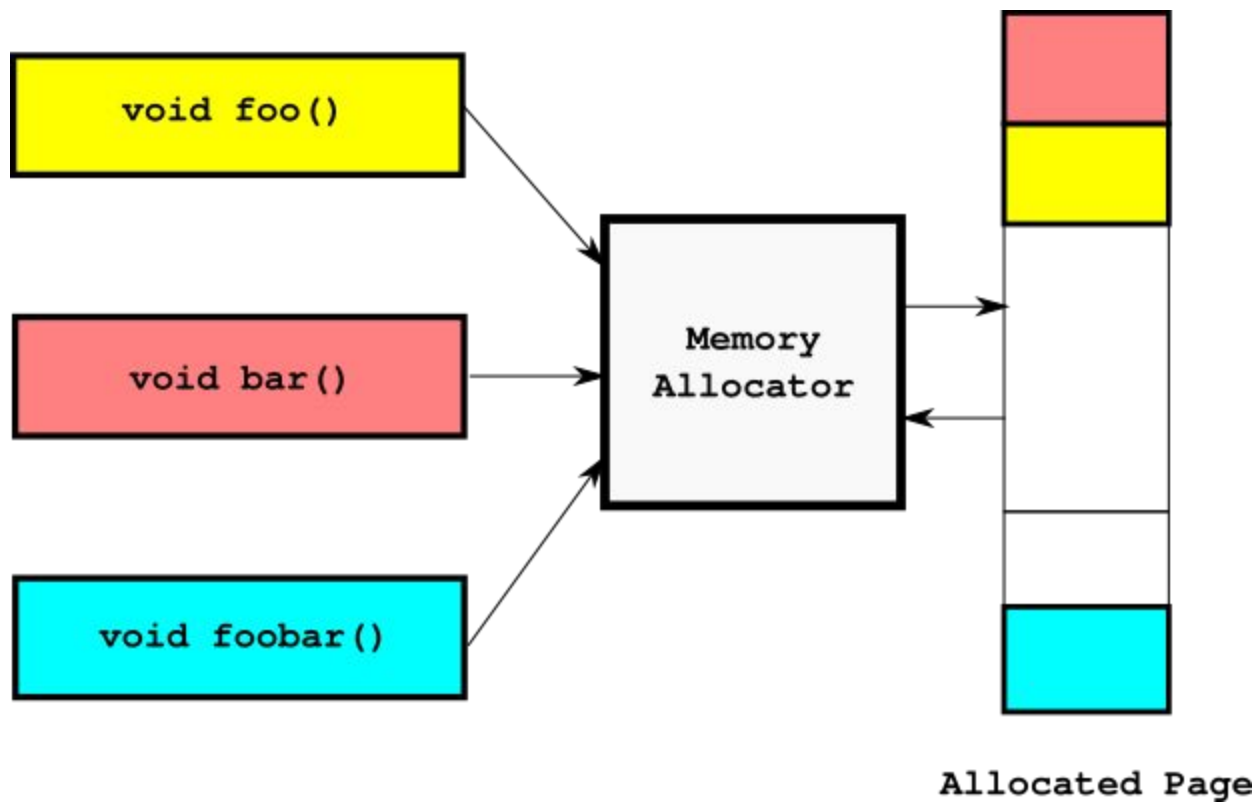 void foo()
void bar()
Memory
Allocator
void foobar()
Allocated Page